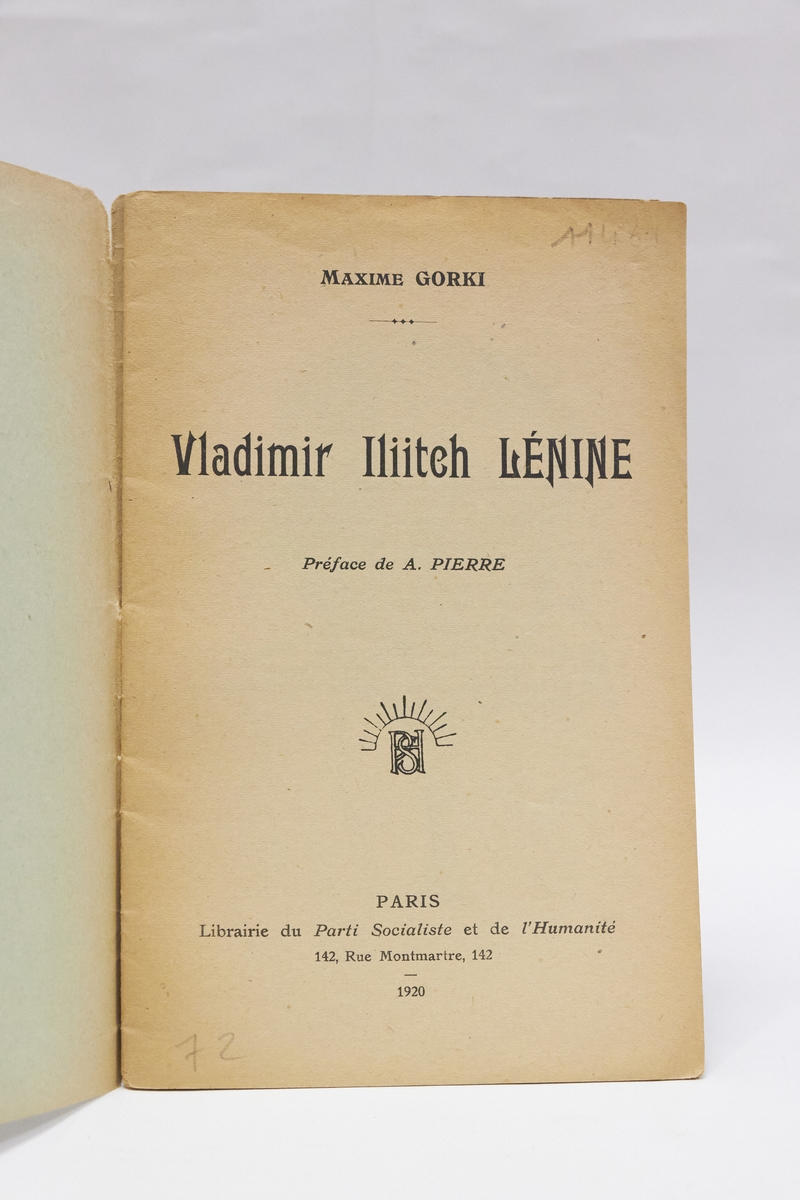 MAXIME GORKI
Vladimir Iliitch LÉNINE
Préface de A. PIERRE
PARIS
Librairie du Parti Socialiste et de l'Humanité
142, Rue Montmartre, 142
1920
72